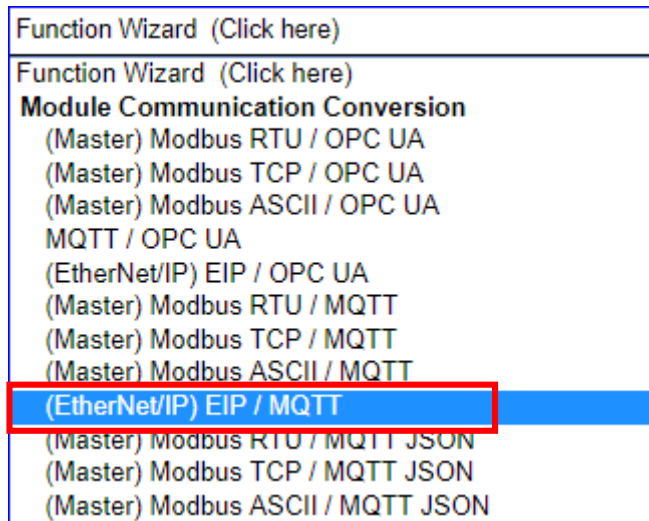 Function Wizard (Click here)
Function Wizard (Click here)
Module Communication Conversion
(Master) Modbus RTU / OPC UA
(Master) Modbus TCP / OPC UA
(Master) Modbus ASCII / OPC UA
MQTT / OPC UA
(EtherNet/IP) EIP / OPC UA
(Master) Modbus RTU / MQTT
(Master) Modbus TCP / MQTT
(Master) Modbus ASCII / MQTT
(EtherNet/IP) EIP / MQTT
(Master) Modbus RTU / MQTT JSON
(Master) Modbus TCP / MQTT JSON
(Master) Modbus ASCII / MQTT JSON